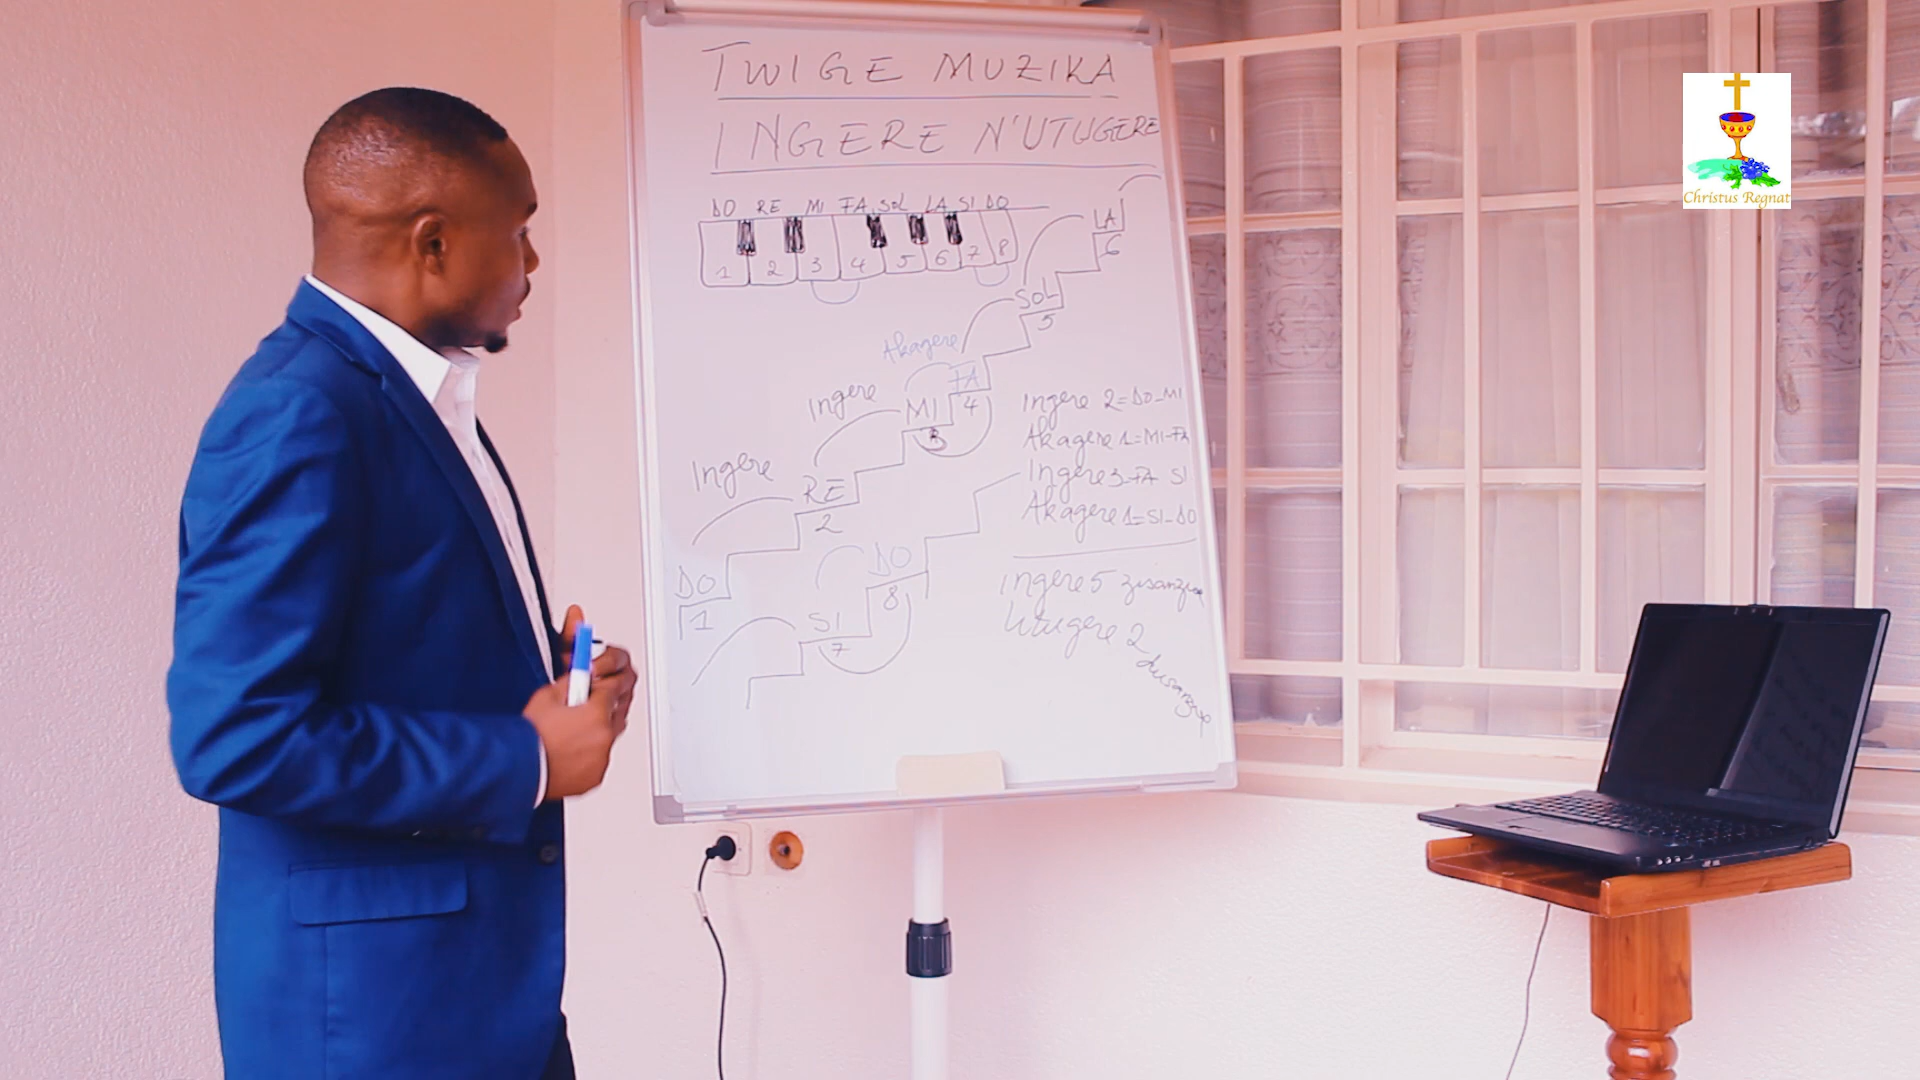 TWIGE MUZIKA
INGERE N'UTUGERE
DO RE MI FA SOL LA SI DO
1 2 3 4 5 6 7 8
LA
6
SOL
5
Akagere
FA
4
Ingere
MI
3
Ingere
RE
2
DO
1
SI
7
DO
8
Ingere 2=DO-MI
Akagere 1=MI-FA
Ingere 3-FA SI
Akagere 1=SI-DO
ingere 5 zisanzwe
Utugere 2
dusanzwe
Christus Regnat